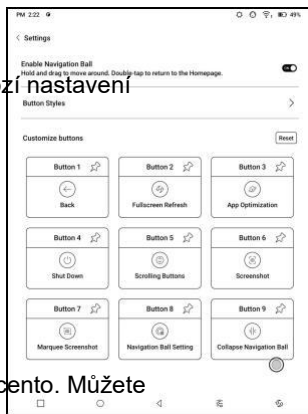 PM 2:22
49%
Settings
Enable Navigation Ball
Hold and drag to move around. Double-tap to return to the Homepage.
ON
zí nastavení
Button Styles
Customize buttons
Reset
Button 1
Button 2
Button 3
Back
Fullscreen Refresh
App Optimization
Button 4
Button 5
Button 6
Shut Down
Scrolling Buttons
Screenshot
Button 7
Button 8
Button 9
Marquee Screenshot
Navigation Ball Setting
Collapse Navigation Ball
cento. Můžete